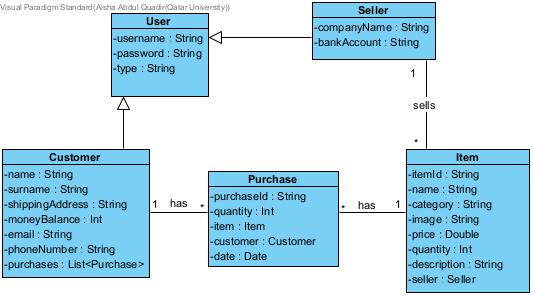 Visual Paradigm Standard(Aisha Abdul Quadir(Qatar University))
User
-username : String
-password : String
-type : String
Seller
-companyName : String
-bankAccount : String
1
sells
*
Customer
-name : String
-surname : String
-shippingAddress : String
-moneyBalance : Int
-email : String
-phoneNumber : String
-purchases : List<Purchase>
1 has *
Purchase
-purchaseId : String
-quantity : Int
-item : Item
-customer : Customer
-date : Date
* has 1
Item
-itemId : String
-name : String
-category : String
-image : String
-price : Double
-quantity : Int
-description : String
-seller : Seller